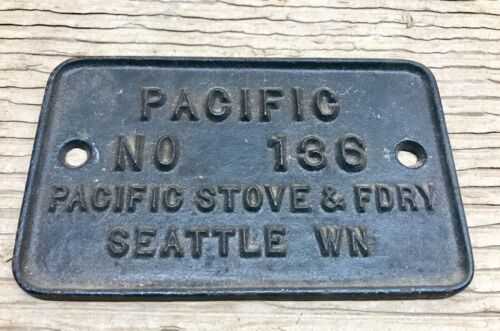 PACIFIC
NO 136
PACIFIC STOVE & FDRY
SEATTLE WN